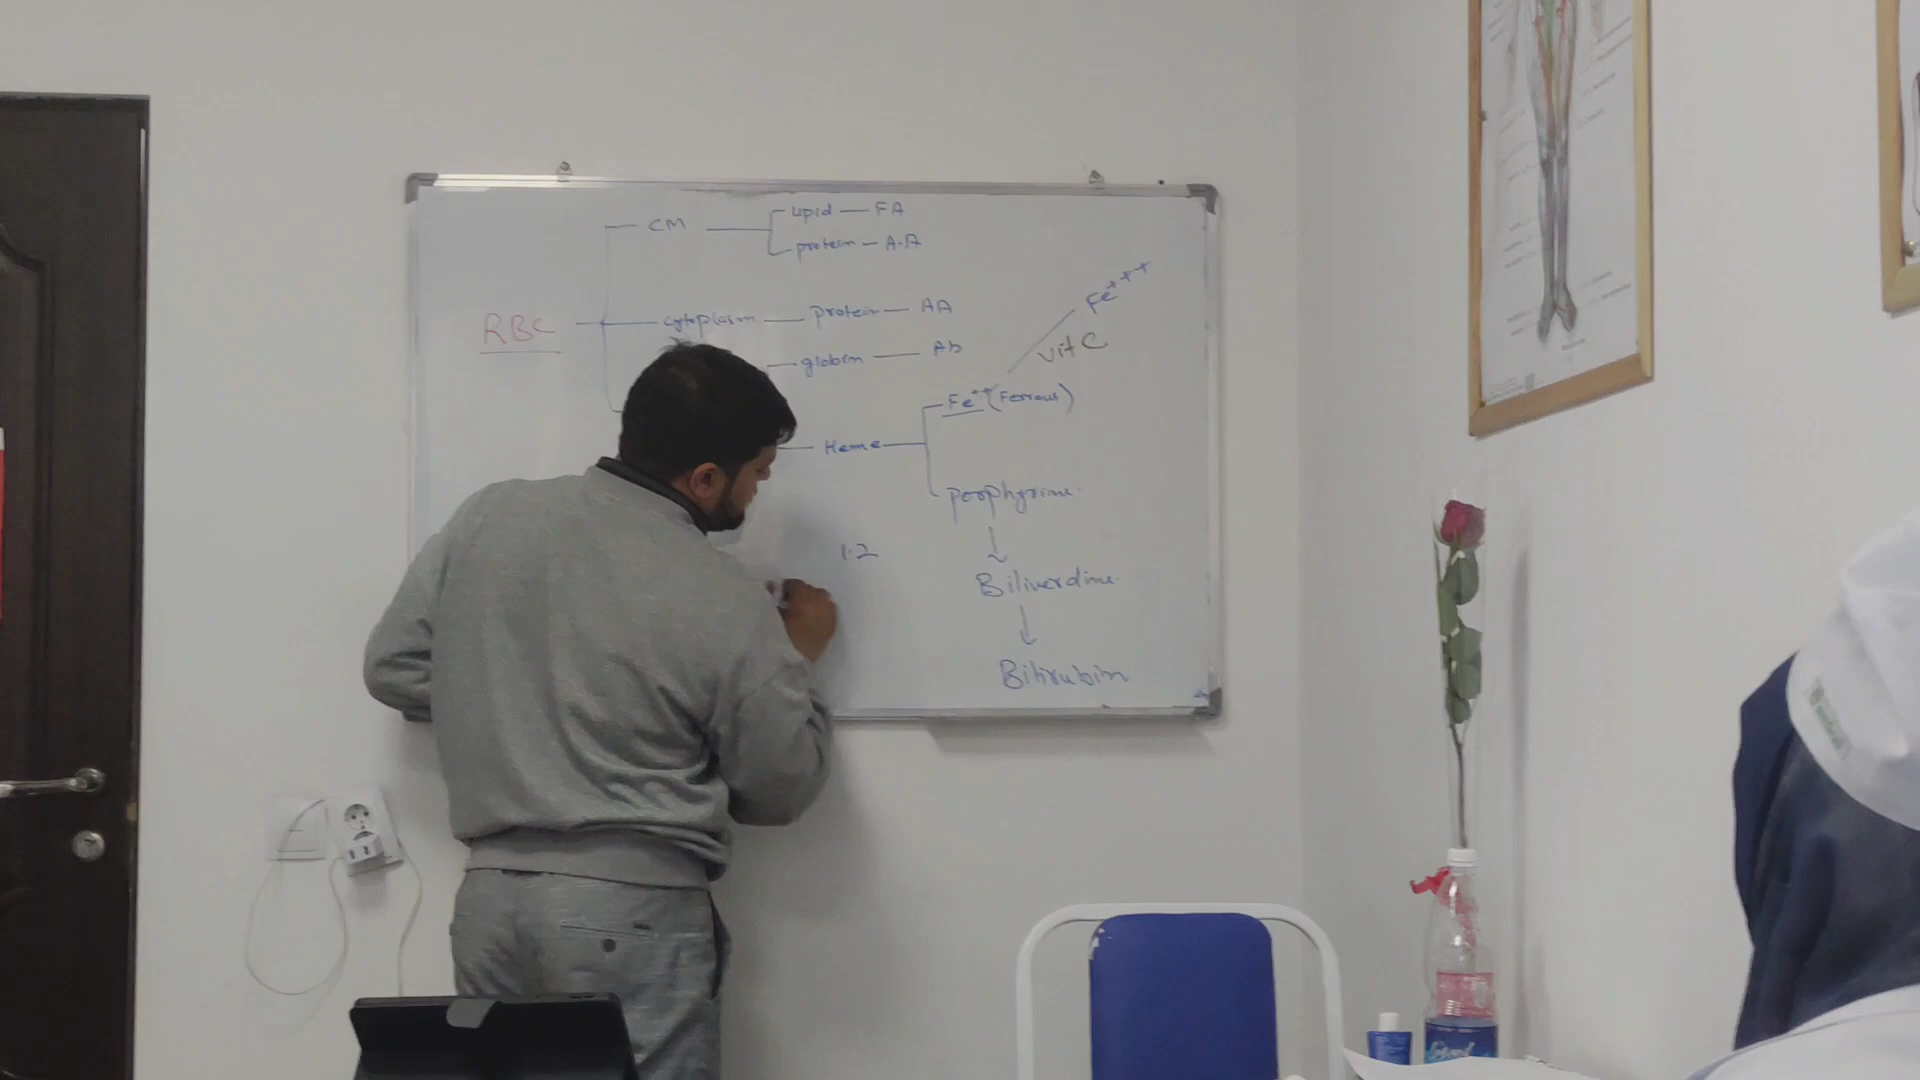 CM
lipid — FA
protein — A.A
RBC
cytoplasm — protein — AA
Fe+++
vit C
globin — Ab
Fe++ (Ferrous)
Heme
porphyrine.
1.2
Biliverdine.
Bilirubin